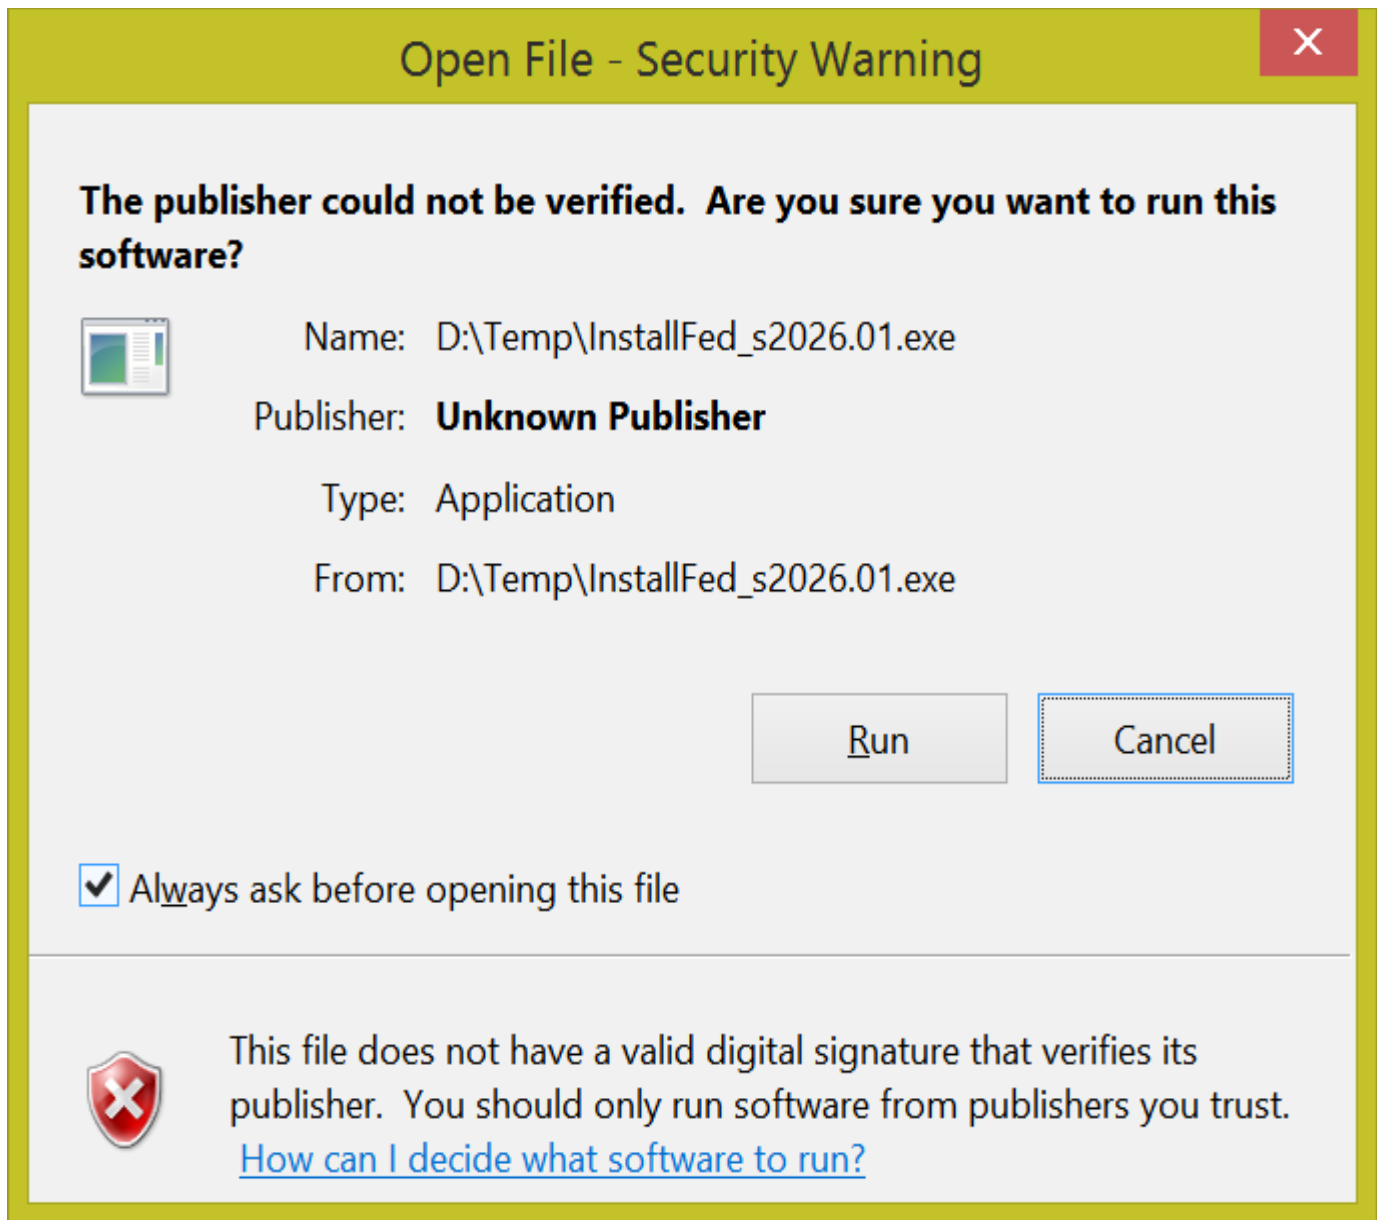 Open File - Security Warning
The publisher could not be verified.  Are you sure you want to run this
software?
Name: D:\Temp\InstallFed_s2026.01.exe
Publisher: Unknown Publisher
Type: Application
From: D:\Temp\InstallFed_s2026.01.exe
Run Cancel
Always ask before opening this file
This file does not have a valid digital signature that verifies its
publisher.  You should only run software from publishers you trust.
How can I decide what software to run?